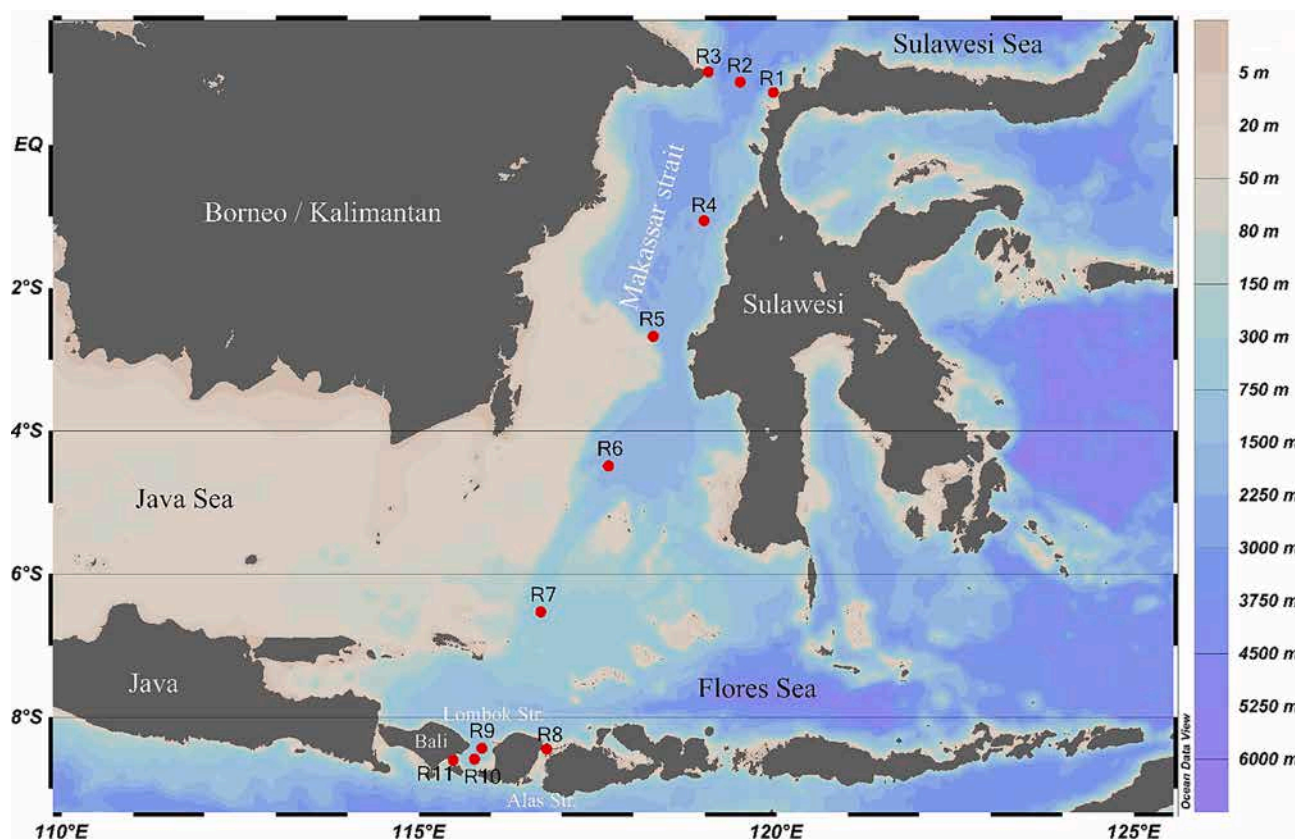 Sulawesi Sea
R3
R2
R1
5 m
20 m
EQ
50 m
Makassar strait
Borneo / Kalimantan
R4
80 m
150 m
2°S
Sulawesi
R5
300 m
750 m
4°S
1500 m
R6
Java Sea
2250 m
3000 m
6°S
R7
3750 m
Java
Flores Sea
4500 m
8°S
Lombok Str.
5250 m
Bali
R9
R8
6000 m
R11
R10
Alas Str.
Ocean Data View
110°E
115°E
120°E
125°E